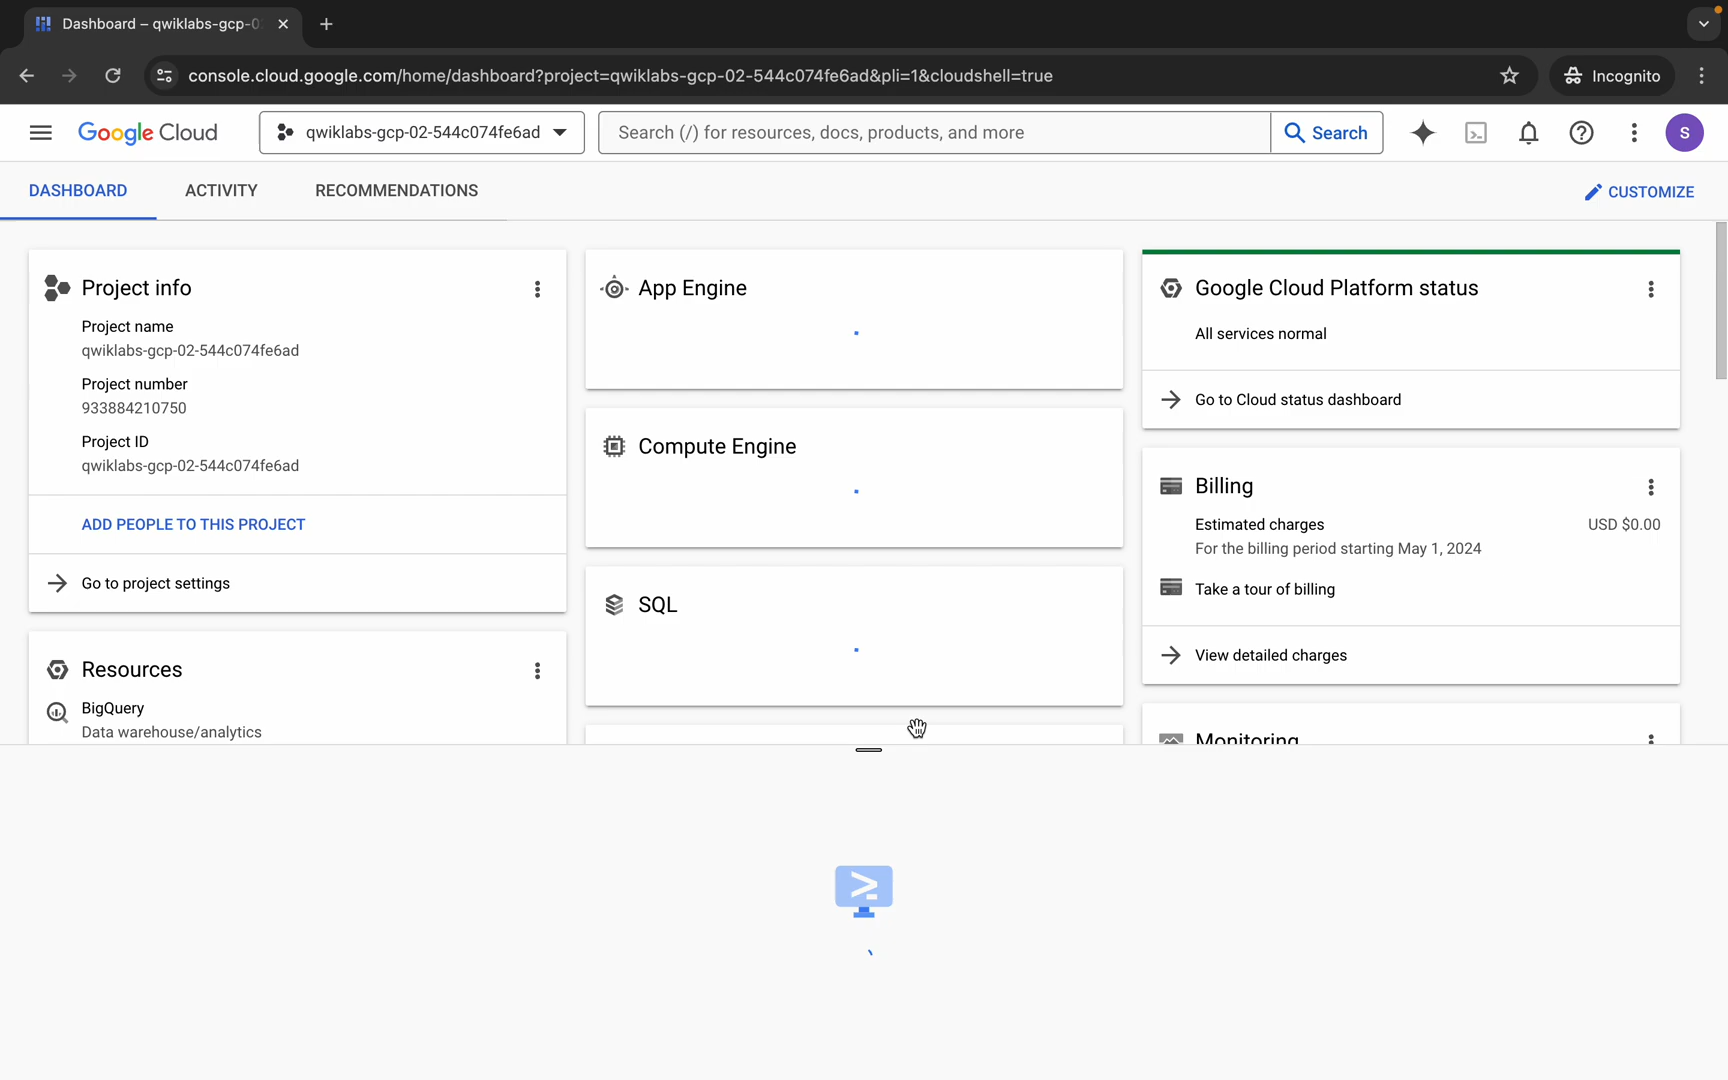 Dashboard – qwiklabs-gcp-0
console.cloud.google.com/home/dashboard?project=qwiklabs-gcp-02-544c074fe6ad&pli=1&cloudshell=true
Incognito
Google Cloud
qwiklabs-gcp-02-544c074fe6ad
Search (/) for resources, docs, products, and more
Search
S
DASHBOARD
ACTIVITY
RECOMMENDATIONS
CUSTOMIZE
Project info
Project name
qwiklabs-gcp-02-544c074fe6ad
Project number
933884210750
Project ID
qwiklabs-gcp-02-544c074fe6ad
ADD PEOPLE TO THIS PROJECT
Go to project settings
Resources
BigQuery
Data warehouse/analytics
App Engine
Compute Engine
SQL
Google Cloud Platform status
All services normal
Go to Cloud status dashboard
Billing
Estimated charges
USD $0.00
For the billing period starting May 1, 2024
Take a tour of billing
View detailed charges
Monitoring